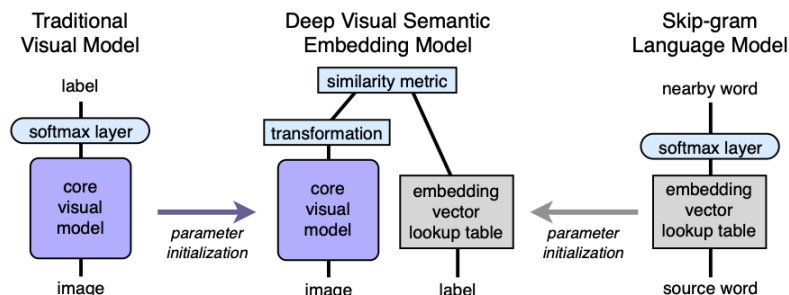 Traditional
Visual Model
label
softmax layer
core
visual
model
image
parameter
initialization
Deep Visual Semantic
Embedding Model
similarity metric
transformation
core
visual
model
image
embedding
vector
lookup table
label
parameter
initialization
Skip-gram
Language Model
nearby word
softmax layer
embedding
vector
lookup table
source word